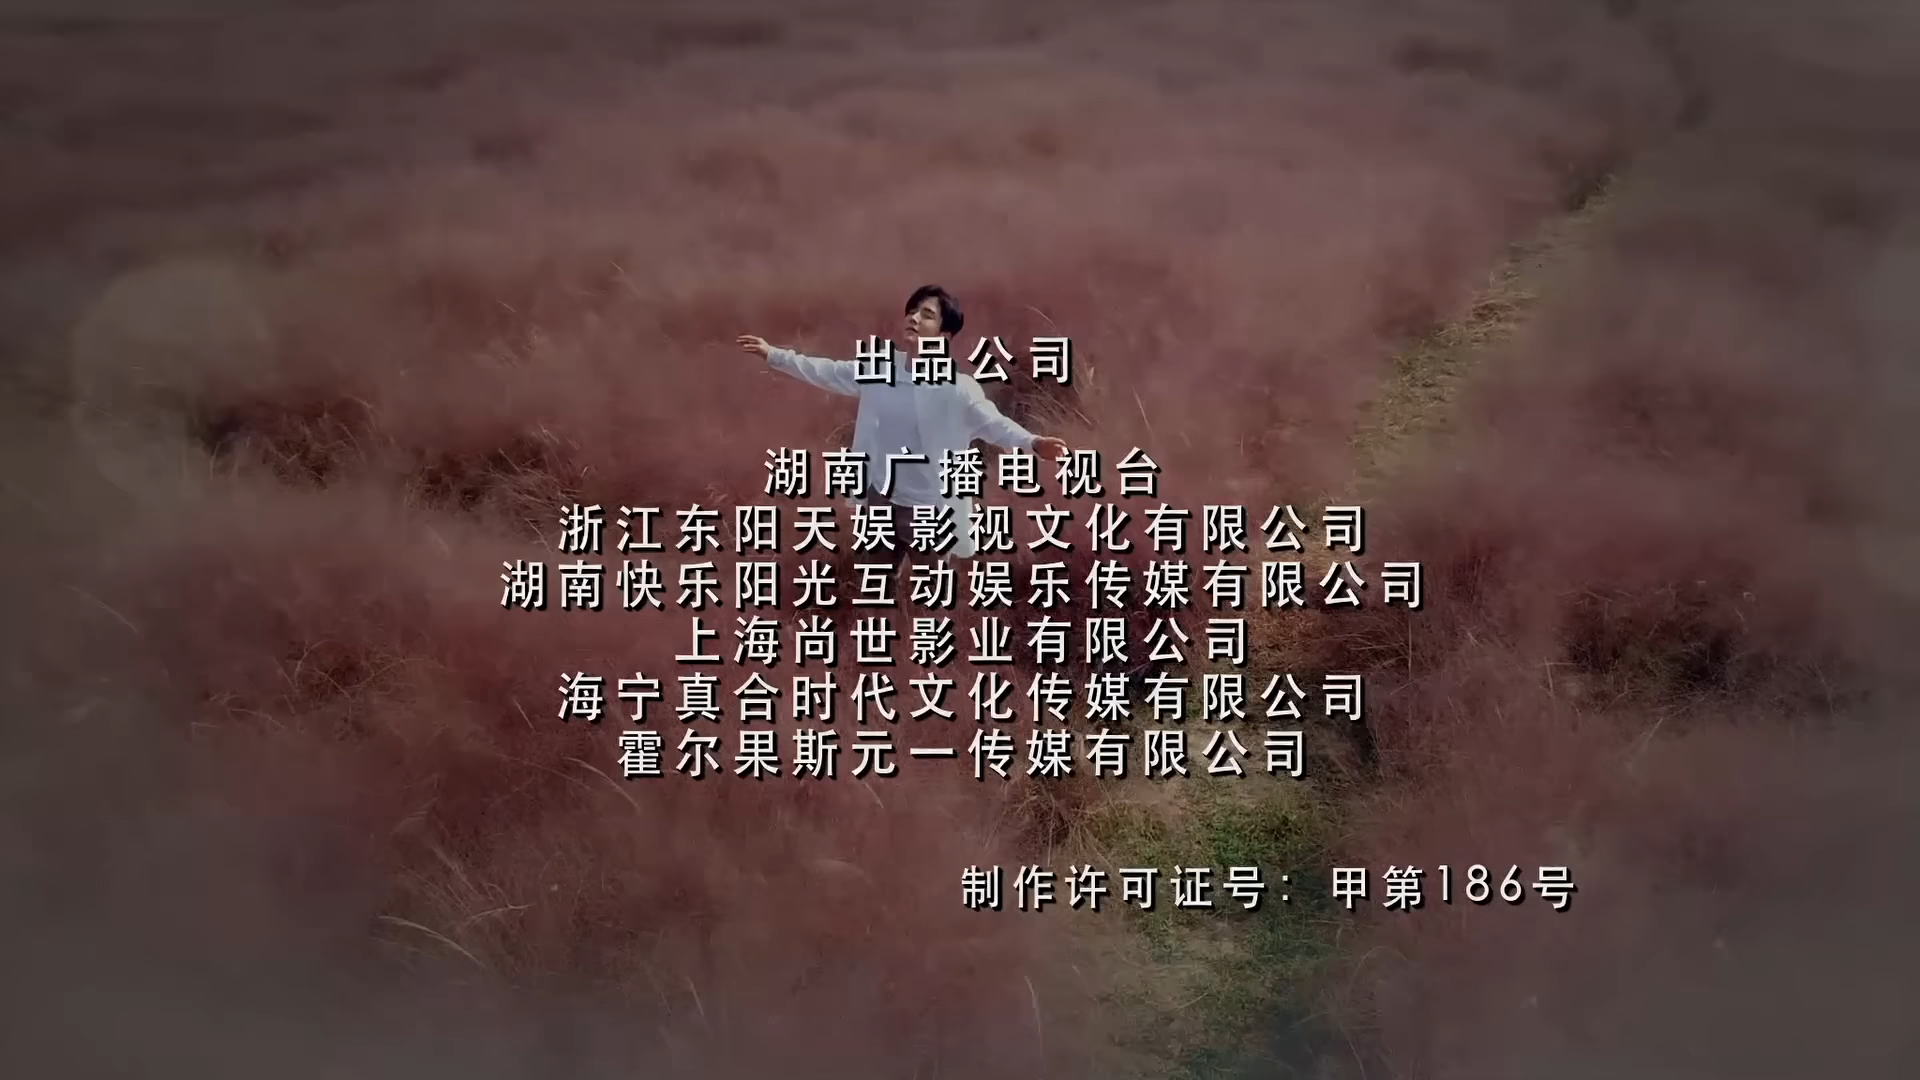 出品公司
湖南广播电视台
浙江东阳天娱影视文化有限公司
湖南快乐阳光互动娱乐传媒有限公司
上海尚世影业有限公司
海宁真合时代文化传媒有限公司
霍尔果斯元一传媒有限公司
制作许可证号：甲第186号